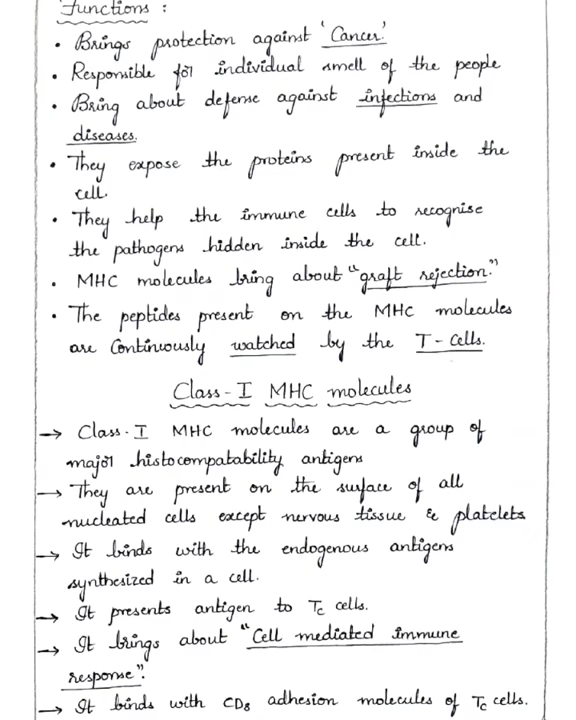 Functions :
• Brings protection against 'Cancer'
• Responsible for individual smell of the people
• Bring about defense against infections and
diseases.
• They expose the proteins present inside the
cell.
• They help the immune cells to recognise
the pathogens hidden inside the cell.
• MHC molecules bring about "graft rejection."
• The peptides present on the MHC molecules
are Continuously watched by the T-Cells.
Class-I MHC molecules
→ Class-I MHC molecules are a group of
major histocompatability antigens
→ They are present on the surface of all
nucleated cells except nervous tissue & platelets
→ It binds with the endogenous antigens
synthesized in a cell.
→ It presents antigen to Tc cells.
→ It brings about "Cell mediated immune
response".
→ It binds with CD8 adhesion molecules of Tc cells.